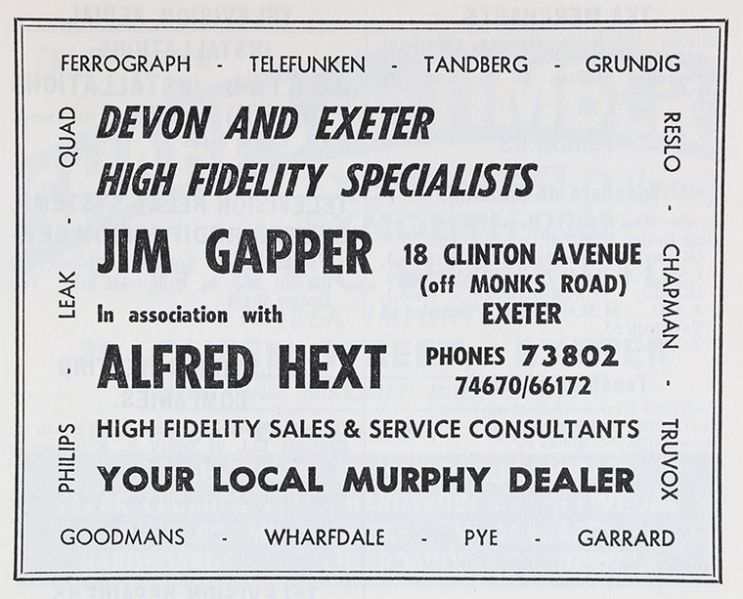 FERROGRAPH - TELEFUNKEN - TANDBERG - GRUNDIG
PHILIPS - LEAK - QUAD
DEVON AND EXETER
HIGH FIDELITY SPECIALISTS
JIM GAPPER
In association with
ALFRED HEXT
18 CLINTON AVENUE
(off MONKS ROAD)
EXETER
PHONES 73802
74670/66172
HIGH FIDELITY SALES & SERVICE CONSULTANTS
YOUR LOCAL MURPHY DEALER
RESLO - CHAPMAN - TRUVOX
GOODMANS - WHARFDALE - PYE - GARRARD